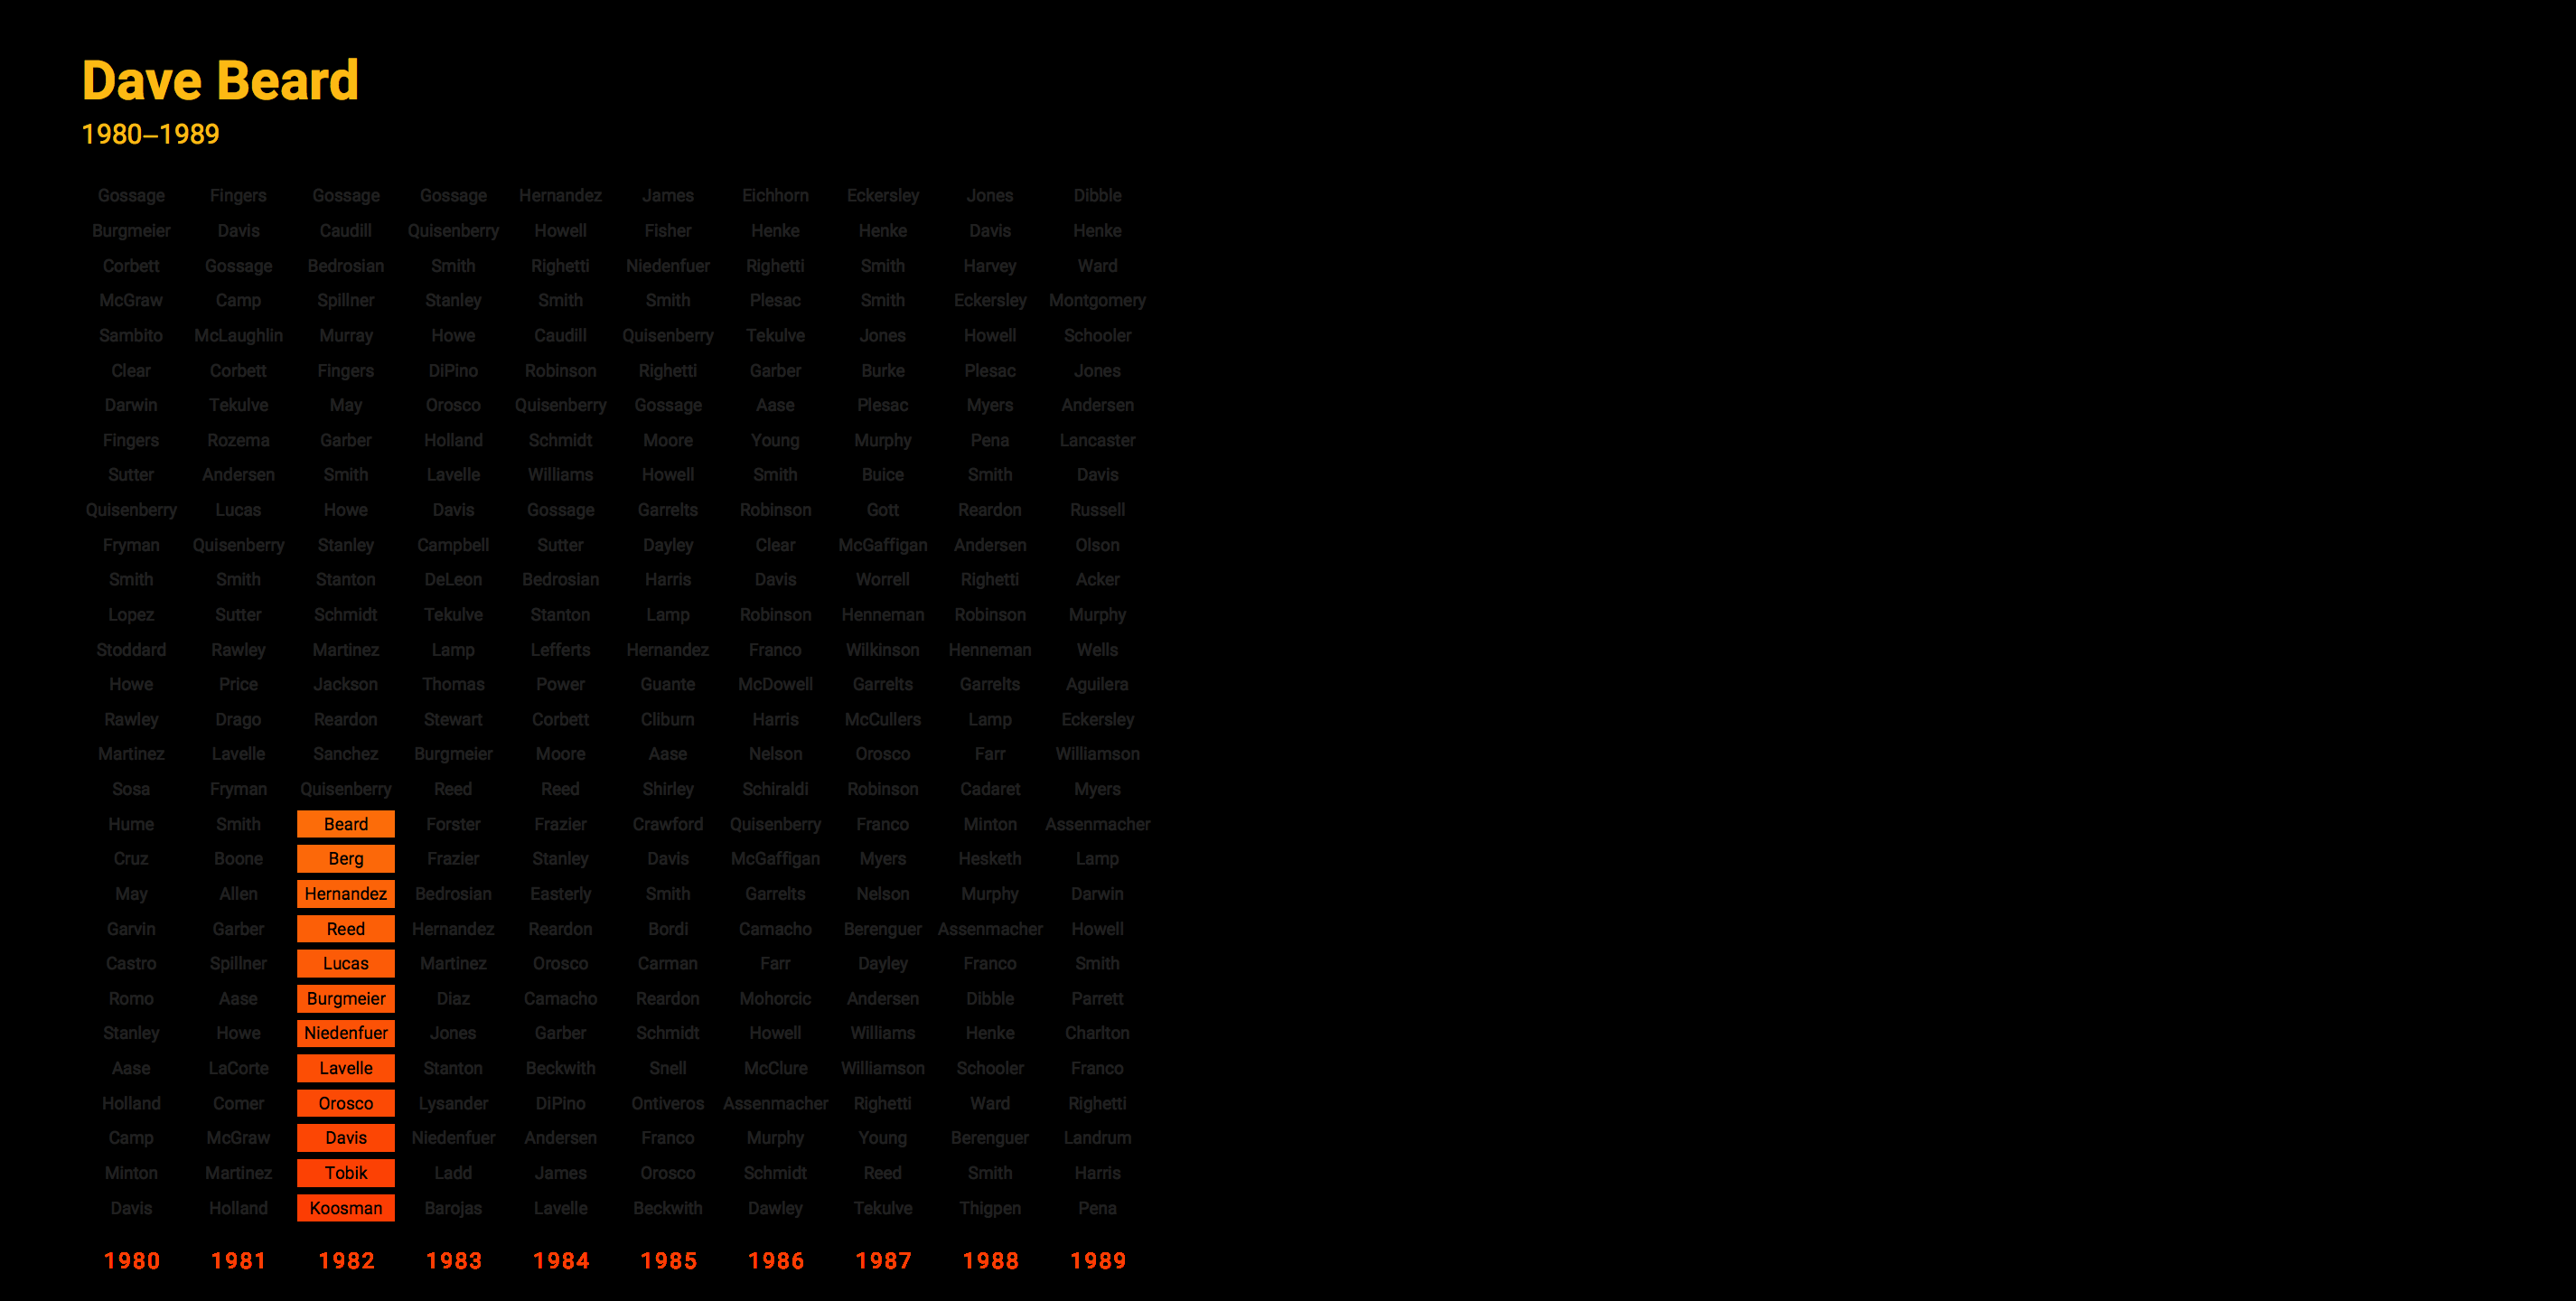 Dave Beard
1980–1989
Gossage Fingers Gossage Gossage Hernandez James Eichhorn Eckersley Jones Dibble
Burgmeier Davis Caudill Quisenberry Howell Fisher Henke Henke Davis Henke
Corbett Gossage Bedrosian Smith Righetti Niedenfuer Righetti Smith Harvey Ward
McGraw Camp Spillner Stanley Smith Smith Plesac Smith Eckersley Montgomery
Sambito McLaughlin Murray Howe Caudill Quisenberry Tekulve Jones Howell Schooler
Clear Corbett Fingers DiPino Robinson Righetti Garber Burke Plesac Jones
Darwin Tekulve May Orosco Quisenberry Gossage Aase Plesac Myers Andersen
Fingers Rozema Garber Holland Schmidt Moore Young Murphy Pena Lancaster
Sutter Andersen Smith Lavelle Williams Howell Smith Buice Smith Davis
Quisenberry Lucas Howe Davis Gossage Garrelts Robinson Gott Reardon Russell
Fryman Quisenberry Stanley Campbell Sutter Dayley Clear McGaffigan Andersen Olson
Smith Smith Stanton DeLeon Bedrosian Harris Davis Worrell Righetti Acker
Lopez Sutter Schmidt Tekulve Stanton Lamp Robinson Henneman Robinson Murphy
Stoddard Rawley Martinez Lamp Lefferts Hernandez Franco Wilkinson Henneman Wells
Howe Price Jackson Thomas Power Guante McDowell Garrelts Garrelts Aguilera
Rawley Drago Reardon Stewart Corbett Cliburn Harris McCullers Lamp Eckersley
Martinez Lavelle Sanchez Burgmeier Moore Aase Nelson Orosco Farr Williamson
Sosa Fryman Quisenberry Reed Reed Shirley Schiraldi Robinson Cadaret Myers
Hume Smith Beard Forster Frazier Crawford Quisenberry Franco Minton Assenmacher
Cruz Boone Berg Frazier Stanley Davis McGaffigan Myers Hesketh Lamp
May Allen Hernandez Bedrosian Easterly Smith Garrelts Nelson Murphy Darwin
Garvin Garber Reed Hernandez Reardon Bordi Camacho Berenguer Assenmacher Howell
Castro Spillner Lucas Martinez Orosco Carman Farr Dayley Franco Smith
Romo Aase Burgmeier Diaz Camacho Reardon Mohorcic Andersen Dibble Parrett
Stanley Howe Niedenfuer Jones Garber Schmidt Howell Williams Henke Charlton
Aase LaCorte Lavelle Stanton Beckwith Snell McClure Williamson Schooler Franco
Holland Comer Orosco Lysander DiPino Ontiveros Assenmacher Righetti Ward Righetti
Camp McGraw Davis Niedenfuer Andersen Franco Murphy Young Berenguer Landrum
Minton Martinez Tobik Ladd James Orosco Schmidt Reed Smith Harris
Davis Holland Koosman Barojas Lavelle Beckwith Dawley Tekulve Thigpen Pena
1980 1981 1982 1983 1984 1985 1986 1987 1988 1989